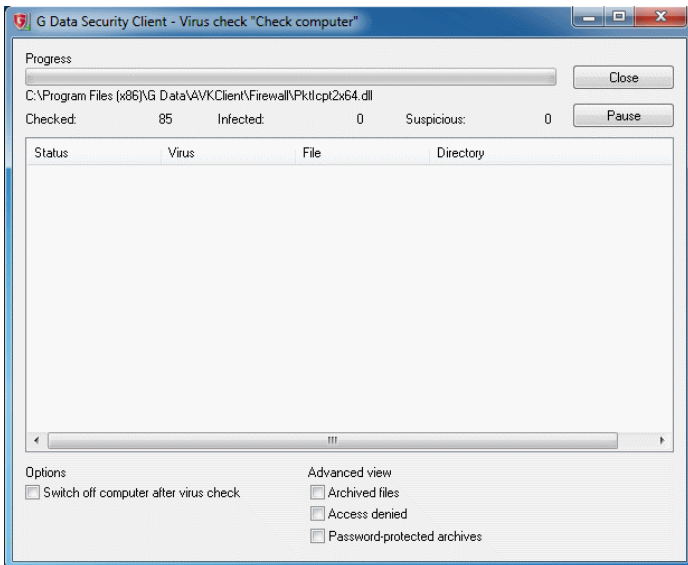 G Data Security Client - Virus check "Check computer"
Progress
Close
C:\Program Files (x86)\G Data\AVKClient\Firewall\PktIcpt2x64.dll
Checked: 85 Infected: 0 Suspicious: 0
Pause
Status Virus File Directory
Options
Switch off computer after virus check
Advanced view
Archived files
Access denied
Password-protected archives